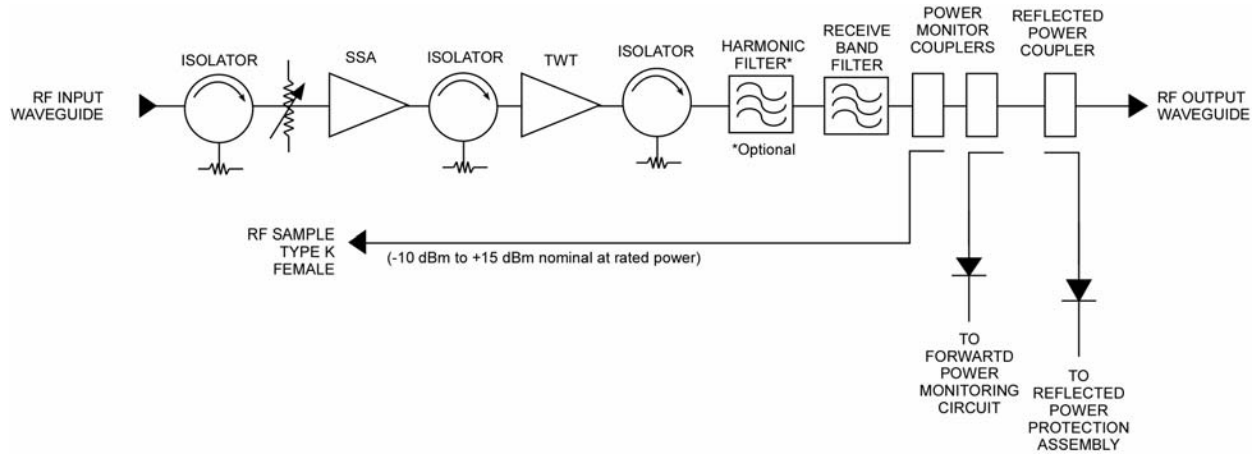 ISOLATOR
SSA
ISOLATOR
TWT
ISOLATOR
HARMONIC
FILTER*
RECEIVE
BAND
FILTER
POWER
MONITOR
COUPLERS
REFLECTED
POWER
COUPLER
RF INPUT
WAVEGUIDE
RF OUTPUT
WAVEGUIDE
*Optional
RF SAMPLE
TYPE K
FEMALE
(-10 dBm to +15 dBm nominal at rated power)
TO
FORWARTD
POWER
MONITORING
CIRCUIT
TO
REFLECTED
POWER
PROTECTION
ASSEMBLY